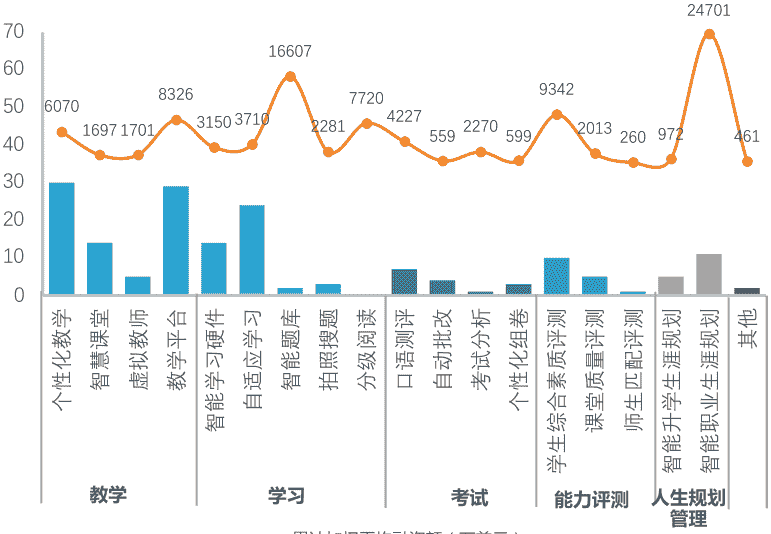 24701
70
60
50
40
30
20
10
0
6070
1697
1701
8326
3150
3710
16607
2281
7720
4227
559
2270
599
9342
2013
260
972
461
个性化教学
智慧课堂
虚拟教师
教学平台
智能学习硬件
自适应学习
智能题库
拍照搜题
分级阅读
口语测评
自动批改
考试分析
个性化组卷
学生综合素质评测
课堂质量评测
师生匹配评测
智能升学生涯规划
智能职业生涯规划
其他
教学
学习
考试
能力评测
人生规划
管理